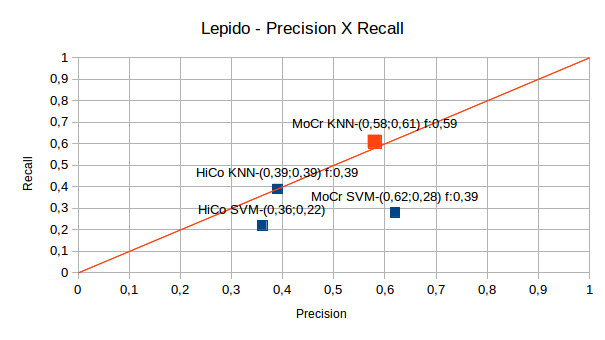 Lepido - Precision X Recall
1
0,9
0,8
0,7
0,6
0,5
0,4
0,3
0,2
0,1
0
Recall
MoCr KNN-(0,58;0,61) f:0,59
HiCo KNN-(0,39;0,39) f:0,39
MoCr SVM-(0,62;0,28) f:0,39
HiCo SVM-(0,36;0,22)
0 0,1 0,2 0,3 0,4 0,5 0,6 0,7 0,8 0,9 1
Precision